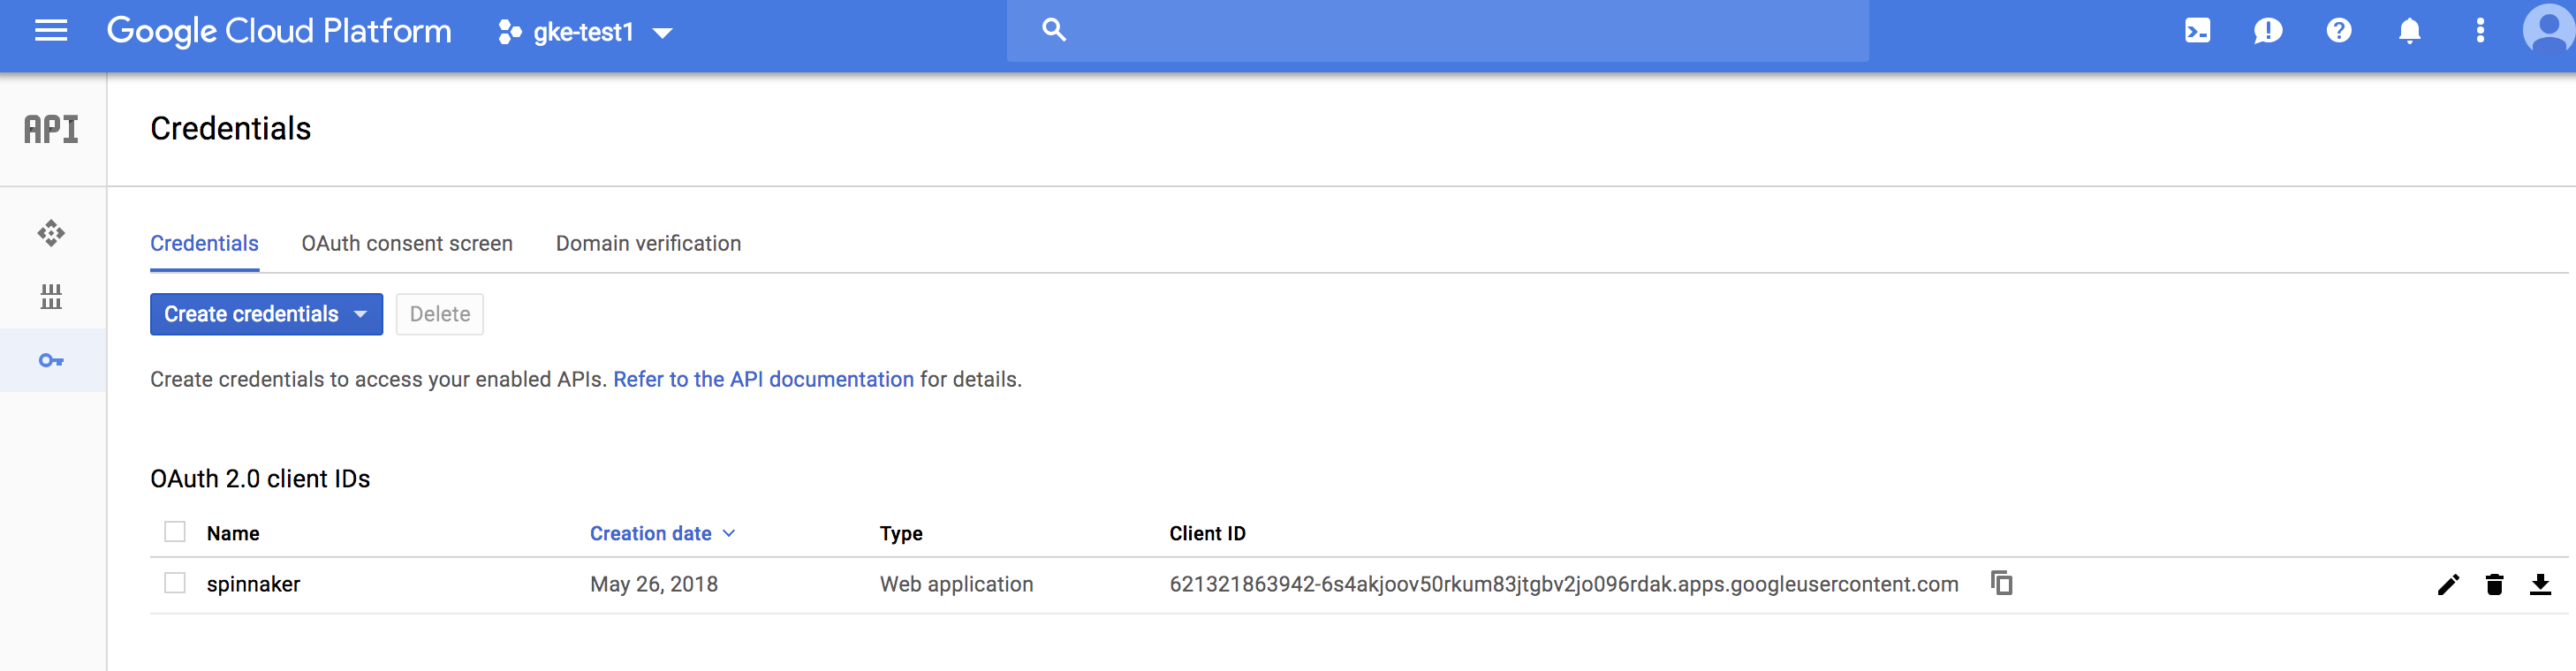 Google Cloud Platform gke-test1
API
Credentials
Credentials OAuth consent screen Domain verification
Create credentials Delete
Create credentials to access your enabled APIs. Refer to the API documentation for details.
OAuth 2.0 client IDs
Name Creation date Type Client ID
spinnaker May 26, 2018 Web application 621321863942-6s4akjoov50rkum83jtgbv2jo096rdak.apps.googleusercontent.com